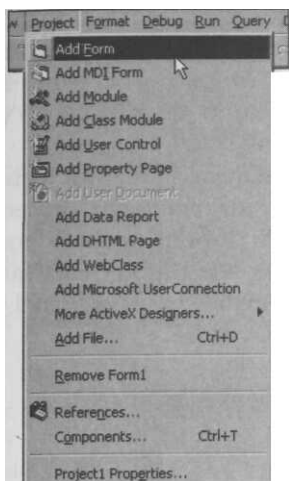 Project Format Debug Run Query
Add Form
Add MDI Form
Add Module
Add Class Module
Add User Control
Add Property Page
Add User Document
Add Data Report
Add DHTML Page
Add WebClass
Add Microsoft UserConnection
More ActiveX Designers...
Add File... Ctrl+D
Remove Form1
References...
Components... Ctrl+T
Project1 Properties...